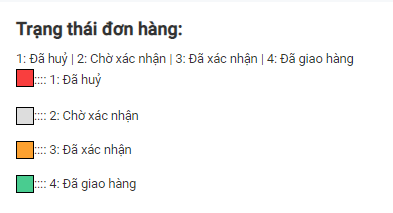 Trạng thái đơn hàng:
1: Đã huỷ | 2: Chờ xác nhận | 3: Đã xác nhận | 4: Đã giao hàng
:::: 1: Đã huỷ
:::: 2: Chờ xác nhận
:::: 3: Đã xác nhận
:::: 4: Đã giao hàng